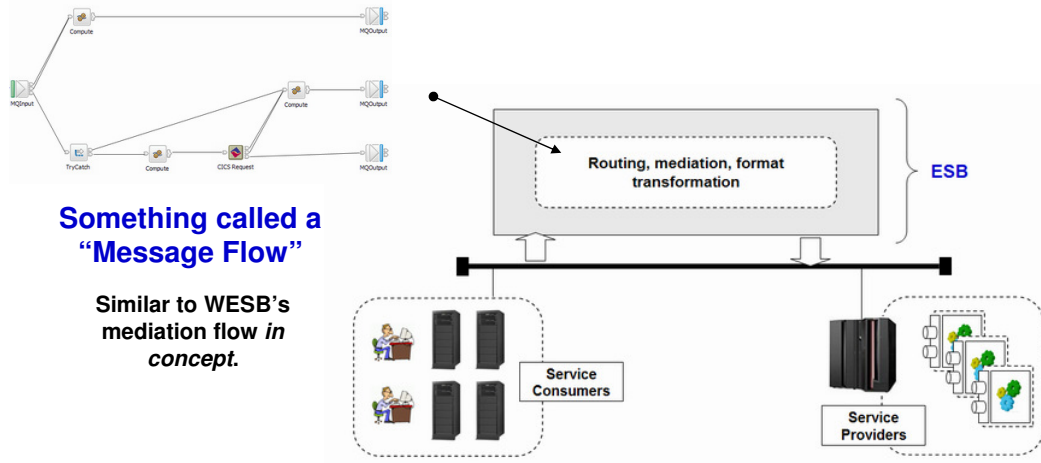 Compute
MQOutput
MQInput
Compute
MQOutput
TryCatch
Compute
CICS Request
MQOutput
Something called a
“Message Flow”
Similar to WESB’s
mediation flow in
concept.
Routing, mediation, format
transformation
ESB
Service
Consumers
Service
Providers